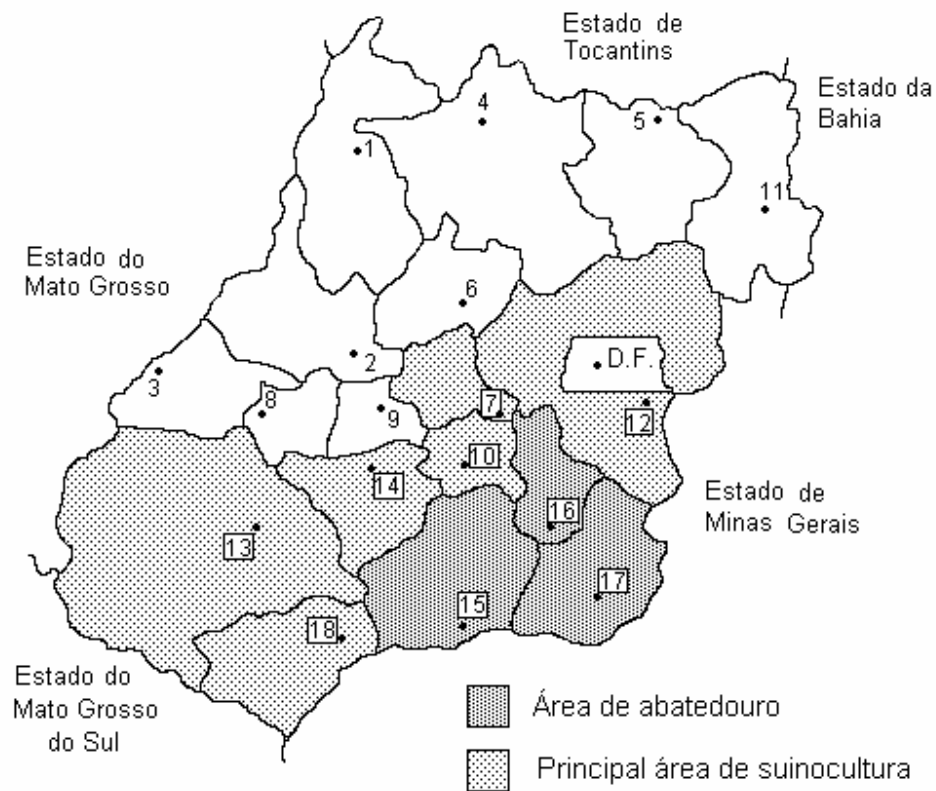 Estado de
Tocantins
Estado da
Bahia
4
5
1
11
Estado do
Mato Grosso
6
2
D.F.
3
8
9
7
12
10
14
Estado de
Minas Gerais
16
13
17
15
18
Estado do
Mato Grosso
do Sul
Área de abatedouro
Principal área de suinocultura